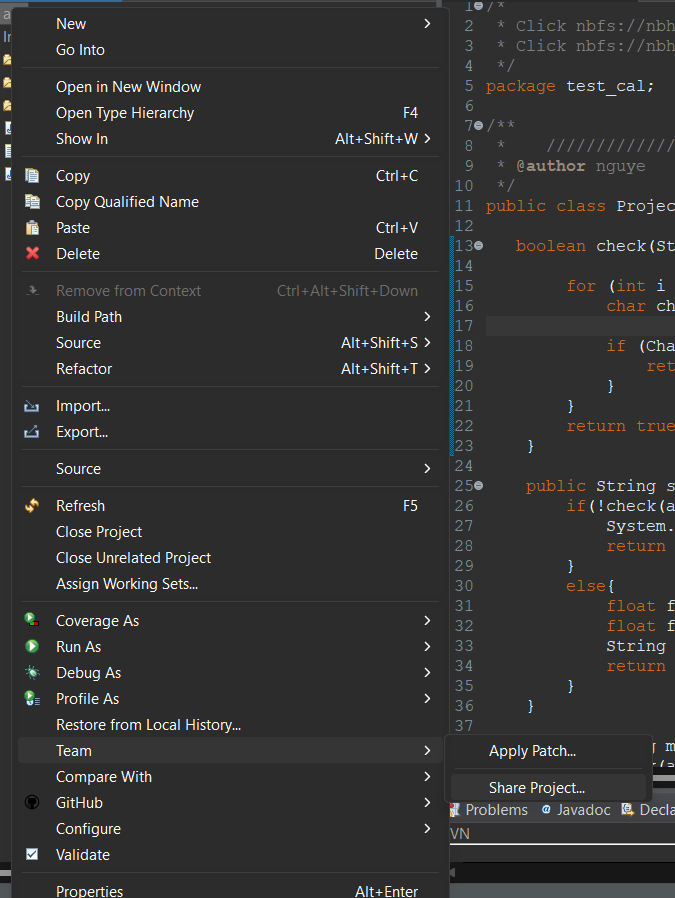 New
Go Into
Open in New Window
Open Type Hierarchy F4
Show In Alt+Shift+W
Copy Ctrl+C
Copy Qualified Name
Paste Ctrl+V
Delete Delete
Remove from Context Ctrl+Alt+Shift+Down
Build Path
Source Alt+Shift+S
Refactor Alt+Shift+T
Import...
Export...
Source
Refresh F5
Close Project
Close Unrelated Project
Assign Working Sets...
Coverage As
Run As
Debug As
Profile As
Restore from Local History...
Team
Compare With
GitHub
Configure
Validate
Properties Alt+Enter
Apply Patch...
Share Project...
1 /*
2 * Click nbfs://nbh
3 * Click nbfs://nbh
4 */
5 package test_cal;
6
7 /**
8 * /////////////
9 * @author nguye
10 */
11 public class Projec
12
13 boolean check(St
14
15 for (int i
16 char ch
17
18 if (Cha
19 ret
20 }
21 }
22 return true
23 }
24
25 public String s
26 if(!check(a
27 System.
28 return
29 }
30 else{
31 float f
32 float f
33 String
34 return
35 }
36 }
37
Problems @ Javadoc Decla
VN